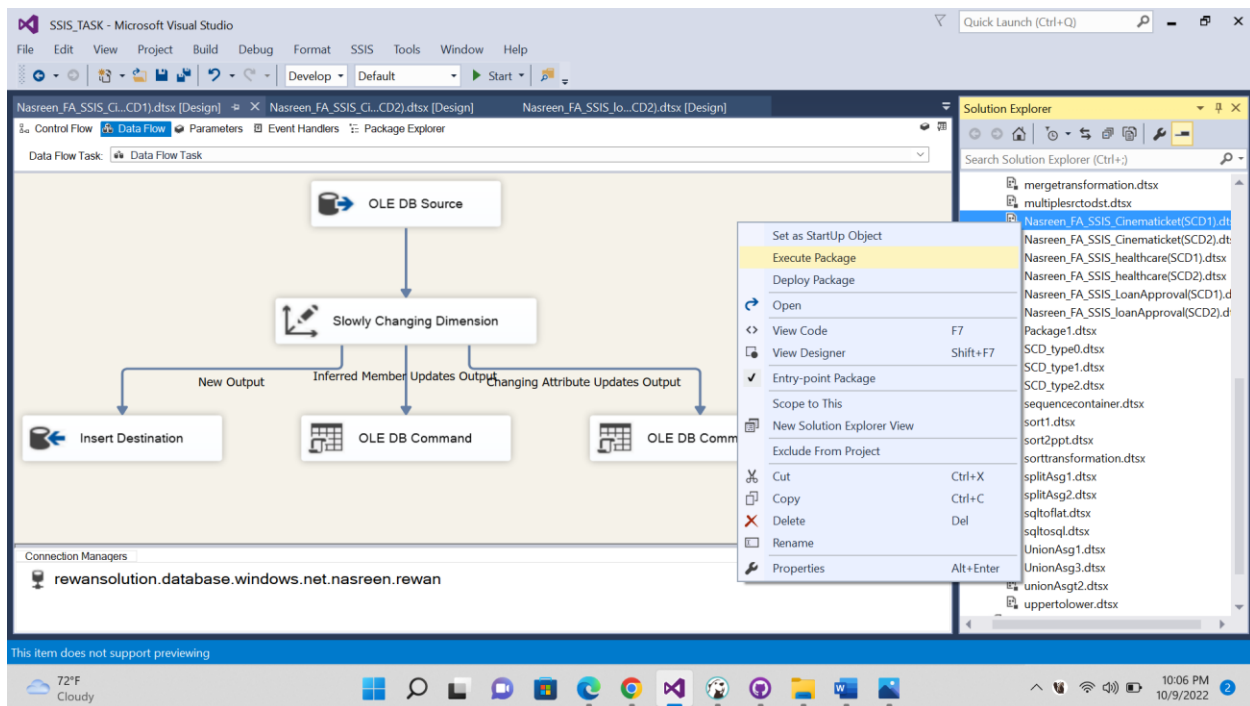 SSIS_TASK - Microsoft Visual Studio
Quick Launch (Ctrl+Q)
File Edit View Project Build Debug Format SSIS Tools Window Help
Develop Default Start
Nasreen_FA_SSIS_Ci...CD1).dtsx [Design] Nasreen_FA_SSIS_Ci...CD2).dtsx [Design] Nasreen_FA_SSIS_lo...CD2).dtsx [Design]
Control Flow Data Flow Parameters Event Handlers Package Explorer
Data Flow Task: Data Flow Task
OLE DB Source
Slowly Changing Dimension
New Output
Inferred Member Updates Output
Changing Attribute Updates Output
Insert Destination
OLE DB Command
OLE DB Comm
Connection Managers
rewansolution.database.windows.net.nasreen.rewan
Set as StartUp Object
Execute Package
Deploy Package
Open
View Code F7
View Designer Shift+F7
Entry-point Package
Scope to This
New Solution Explorer View
Exclude From Project
Cut Ctrl+X
Copy Ctrl+C
Delete Del
Rename
Properties Alt+Enter
Solution Explorer
Search Solution Explorer (Ctrl+;)
mergetransformation.dtsx
multiplesrctodst.dtsx
Nasreen_FA_SSIS_Cinematicket(SCD1).dt
Nasreen_FA_SSIS_Cinematicket(SCD2).dt
Nasreen_FA_SSIS_healthcare(SCD1).dtsx
Nasreen_FA_SSIS_healthcare(SCD2).dtsx
Nasreen_FA_SSIS_LoanApproval(SCD1).d
Nasreen_FA_SSIS_loanApproval(SCD2).d
Package1.dtsx
SCD_type0.dtsx
SCD_type1.dtsx
SCD_type2.dtsx
sequencecontainer.dtsx
sort1.dtsx
sort2ppt.dtsx
sorttransformation.dtsx
splitAsg1.dtsx
splitAsg2.dtsx
sqltoflat.dtsx
sqltosql.dtsx
UnionAsg1.dtsx
UnionAsg3.dtsx
unionAsgt2.dtsx
uppertolower.dtsx
This item does not support previewing
72°F
Cloudy
10:06 PM
10/9/2022
2